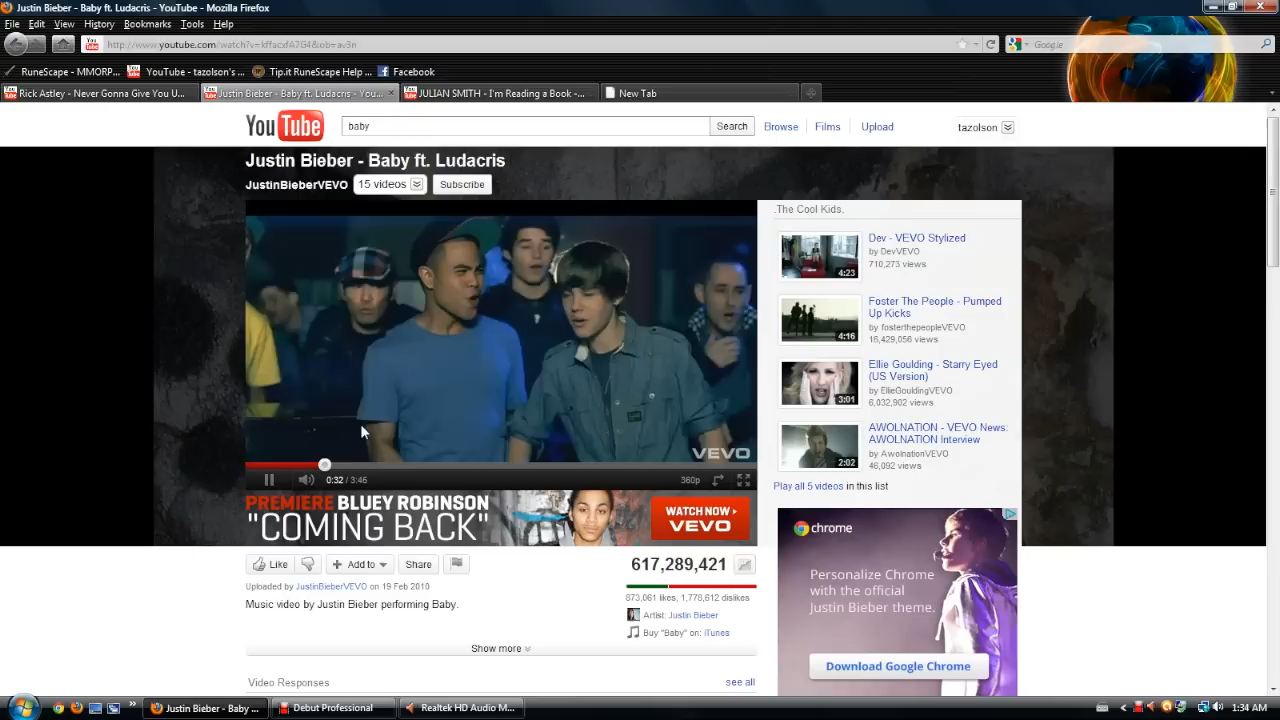 Justin Bieber - Baby ft. Ludacris - YouTube - Mozilla Firefox
File Edit View History Bookmarks Tools Help
Google
RuneScape - MMORP... YouTube - tazolson's ... Tip.it RuneScape Help ... Facebook
Rick Astley - Never Gonna Give You U... Justin Bieber - Baby ft. Ludacris - You... JULIAN SMITH - I'm Reading a Book -... New Tab
YouTube baby Search Browse Films Upload tazolson
Justin Bieber - Baby ft. Ludacris
JustinBieberVEVO 15 videos Subscribe
.The Cool Kids.
Dev - VEVO Stylized
by DevVEVO
710,273 views
4:23
Foster The People - Pumped
Up Kicks
by fosterthepeopleVEVO
16,429,056 views
4:16
Ellie Goulding - Starry Eyed
(US Version)
by EllieGouldingVEVO
6,032,902 views
3:01
AWOLNATION - VEVO News:
AWOLNATION Interview
by AwolnationVEVO
46,092 views
2:02
Play all 5 videos in this list
VEVO
0:32 / 3:46 360p
PREMIERE BLUEY ROBINSON
"COMING BACK"
WATCH NOW
VEVO
chrome
Personalize Chrome
with the official
Justin Bieber theme.
Download Google Chrome
Like Add to Share 617,289,421
Uploaded by JustinBieberVEVO on 19 Feb 2010
873,061 likes, 1,778,612 dislikes
Music video by Justin Bieber performing Baby.
Artist: Justin Bieber
Buy "Baby" on: iTunes
Show more
Video Responses see all
Justin Bieber - Baby ... Debut Professional Realtek HD Audio M... 1:34 AM